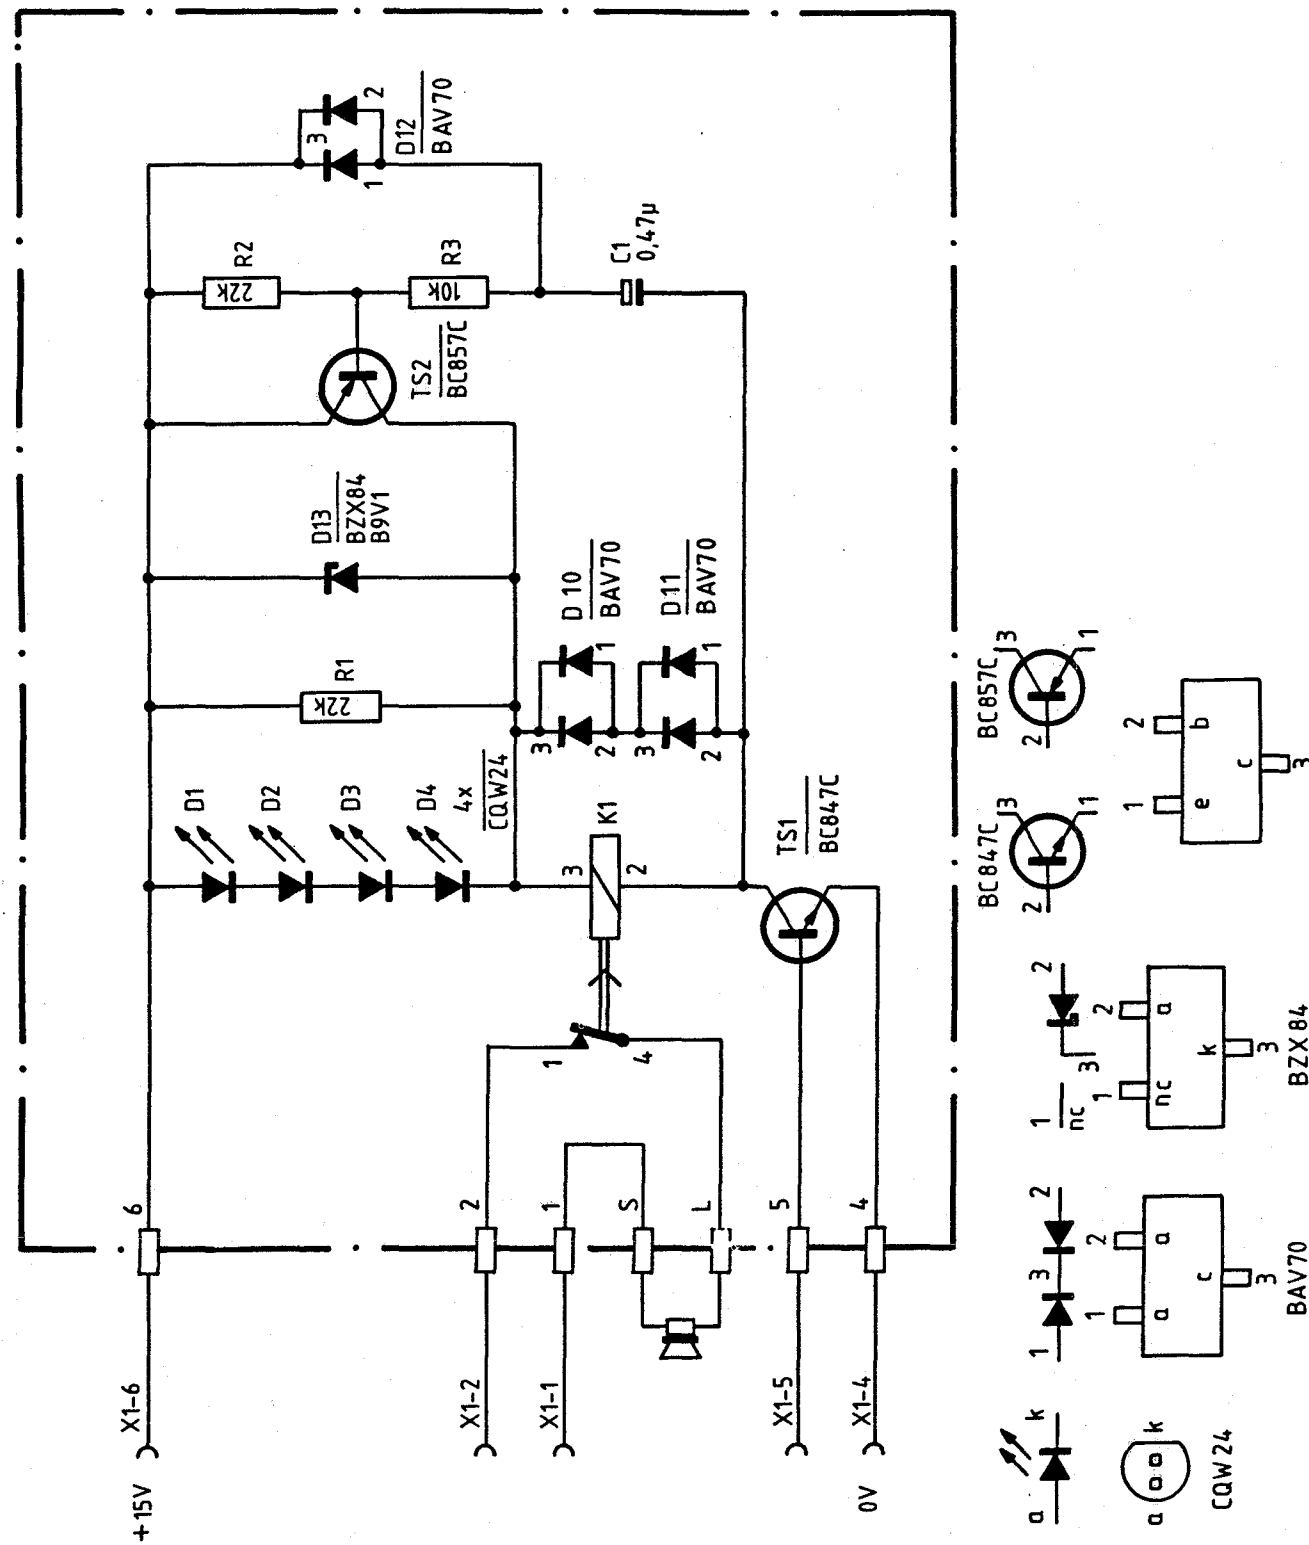 +15V
X1-6
6
X1-2
2
X1-1
1
S
L
X1-5
5
0V
X1-4
4
D1
D2
D3
D4
4x
CQW24
R1
22k
D13
BZX84
B9V1
TS2
BC857C
R2
22k
R3
10k
D12
BAV70
3
2
1
C1
0,47µ
D10
BAV70
3
2
1
D11
BAV70
3
2
1
K1
3
2
1
4
TS1
BC847C
a
k
a
k
CQW24
1
3
2
1
2
a
a
c
3
BAV70
1
nc
3
2
1
2
nc
a
k
3
BZX84
BC847C
2
3
1
BC857C
2
3
1
1
2
e
b
c
3